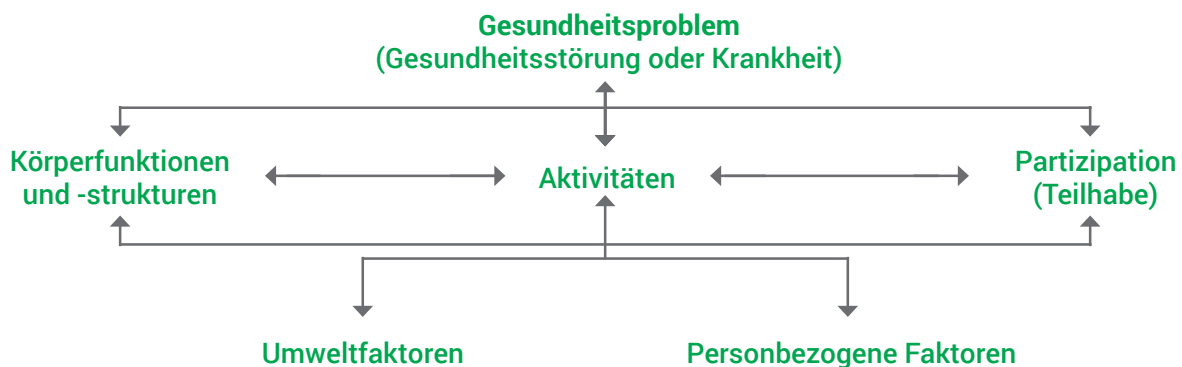 Gesundheitsproblem
(Gesundheitsstörung oder Krankheit)
Körperfunktionen
und -strukturen
Aktivitäten
Partizipation
(Teilhabe)
Umweltfaktoren
Personbezogene Faktoren